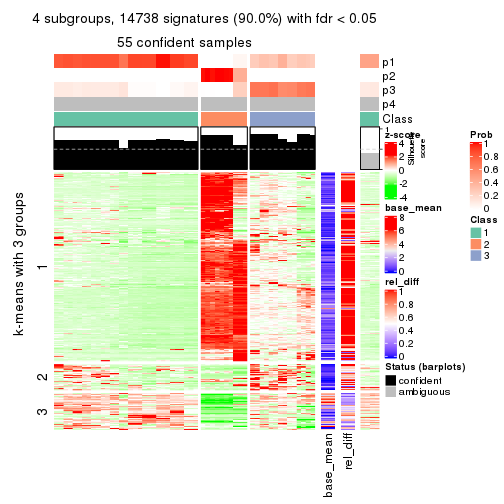 4 subgroups, 14738 signatures (90.0%) with fdr < 0.05
55 confident samples
p1
p2
p3
p4
Class
1
Silhouette
score
k-means with 3 groups
1
2
3
base_mean
rel_diff
z-score
4
2
0
-2
-4
base_mean
8
6
4
2
0
rel_diff
1
0.8
0.6
0.4
0.2
0
Status (barplots)
confident
ambiguous
Prob
1
0.8
0.6
0.4
0.2
0
Class
1
2
3